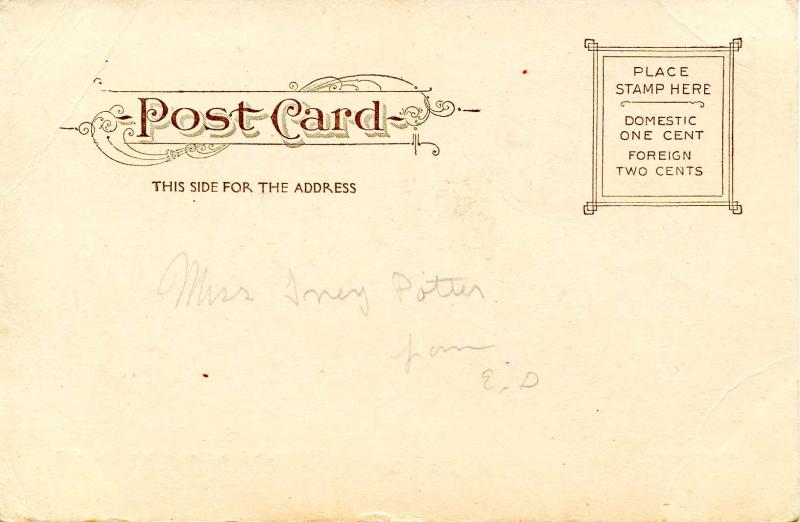 Post Card
THIS SIDE FOR THE ADDRESS
PLACE
STAMP HERE
DOMESTIC
ONE CENT
FOREIGN
TWO CENTS
Miss Inez Potter
from
E. D